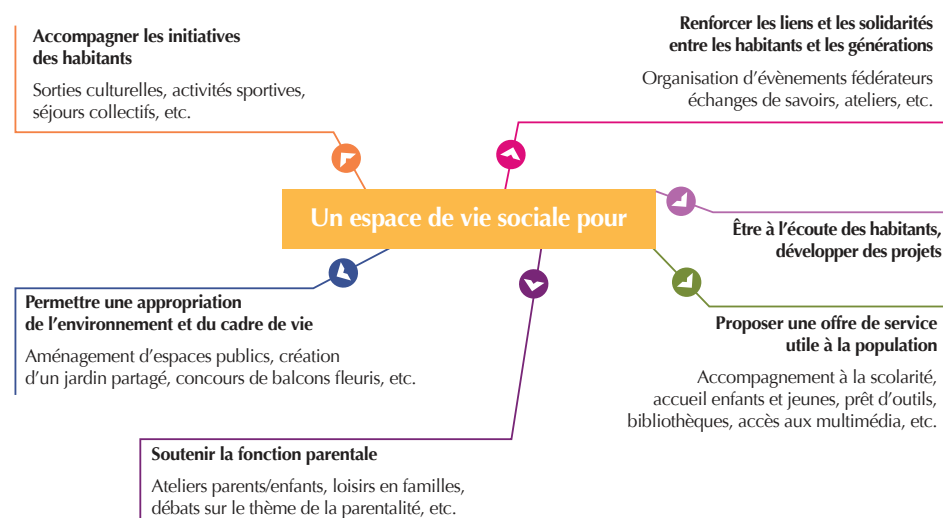 Accompagner les initiatives
des habitants
Sorties culturelles, activités sportives,
séjours collectifs, etc.
Renforcer les liens et les solidarités
entre les habitants et les générations
Organisation d’évènements fédérateurs
échanges de savoirs, ateliers, etc.
Un espace de vie sociale pour
Être à l’écoute des habitants,
développer des projets
Permettre une appropriation
de l’environnement et du cadre de vie
Aménagement d’espaces publics, création
d’un jardin partagé, concours de balcons fleuris, etc.
Proposer une offre de service
utile à la population
Accompagnement à la scolarité,
accueil enfants et jeunes, prêt d’outils,
bibliothèques, accès aux multimédia, etc.
Soutenir la fonction parentale
Ateliers parents/enfants, loisirs en familles,
débats sur le thème de la parentalité, etc.